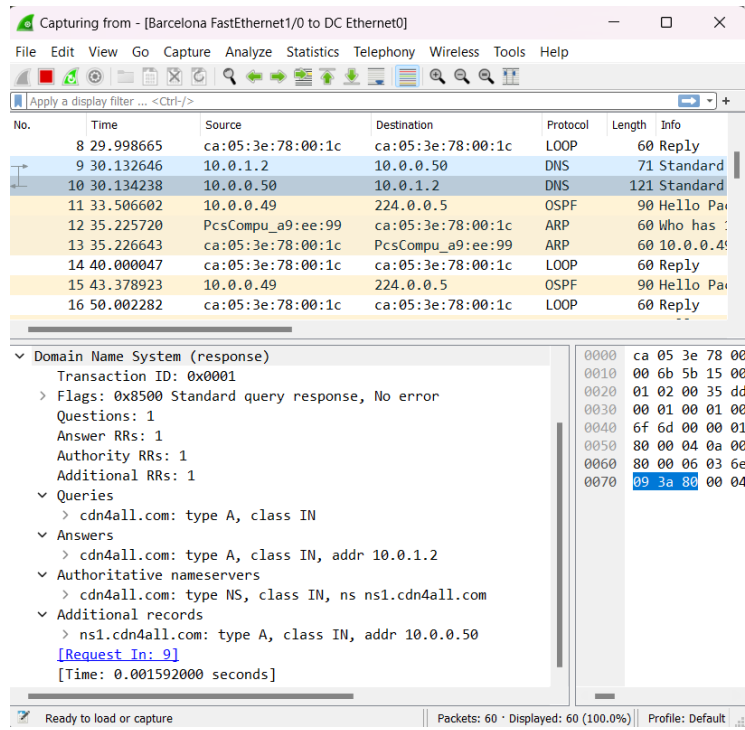 Capturing from - [Barcelona FastEthernet1/0 to DC Ethernet0]
File Edit View Go Capture Analyze Statistics Telephony Wireless Tools Help
Apply a display filter ... <Ctrl-/>
No. Time Source Destination Protocol Length Info
8 29.998665 ca:05:3e:78:00:1c ca:05:3e:78:00:1c LOOP 60 Reply
9 30.132646 10.0.1.2 10.0.0.50 DNS 71 Standard
10 30.134238 10.0.0.50 10.0.1.2 DNS 121 Standard
11 33.506602 10.0.0.49 224.0.0.5 OSPF 90 Hello
12 35.225720 PcsCompu_a9:ee:99 ca:05:3e:78:00:1c ARP 60 Who has
13 35.226643 ca:05:3e:78:00:1c PcsCompu_a9:ee:99 ARP 60 10.0.0.49
14 40.000047 ca:05:3e:78:00:1c ca:05:3e:78:00:1c LOOP 60 Reply
15 43.378923 10.0.0.49 224.0.0.5 OSPF 90 Hello
16 50.002282 ca:05:3e:78:00:1c ca:05:3e:78:00:1c LOOP 60 Reply
Domain Name System (response)
Transaction ID: 0x0001
Flags: 0x8500 Standard query response, No error
Questions: 1
Answer RRs: 1
Authority RRs: 1
Additional RRs: 1
Queries
cdn4all.com: type A, class IN
Answers
cdn4all.com: type A, class IN, addr 10.0.1.2
Authoritative nameservers
cdn4all.com: type NS, class IN, ns ns1.cdn4all.com
Additional records
ns1.cdn4all.com: type A, class IN, addr 10.0.0.50
[Request In: 9]
[Time: 0.001592000 seconds]
0000 ca 05 3e 78 00
0010 00 6b 5b 15 00
0020 01 02 00 35 dd
0030 00 01 00 01 00
0040 6f 6d 00 00 01
0050 80 00 04 0a 00
0060 80 00 06 03 6e
0070 09 3a 80 00 04
Ready to load or capture
Packets: 60 · Displayed: 60 (100.0%)
Profile: Default